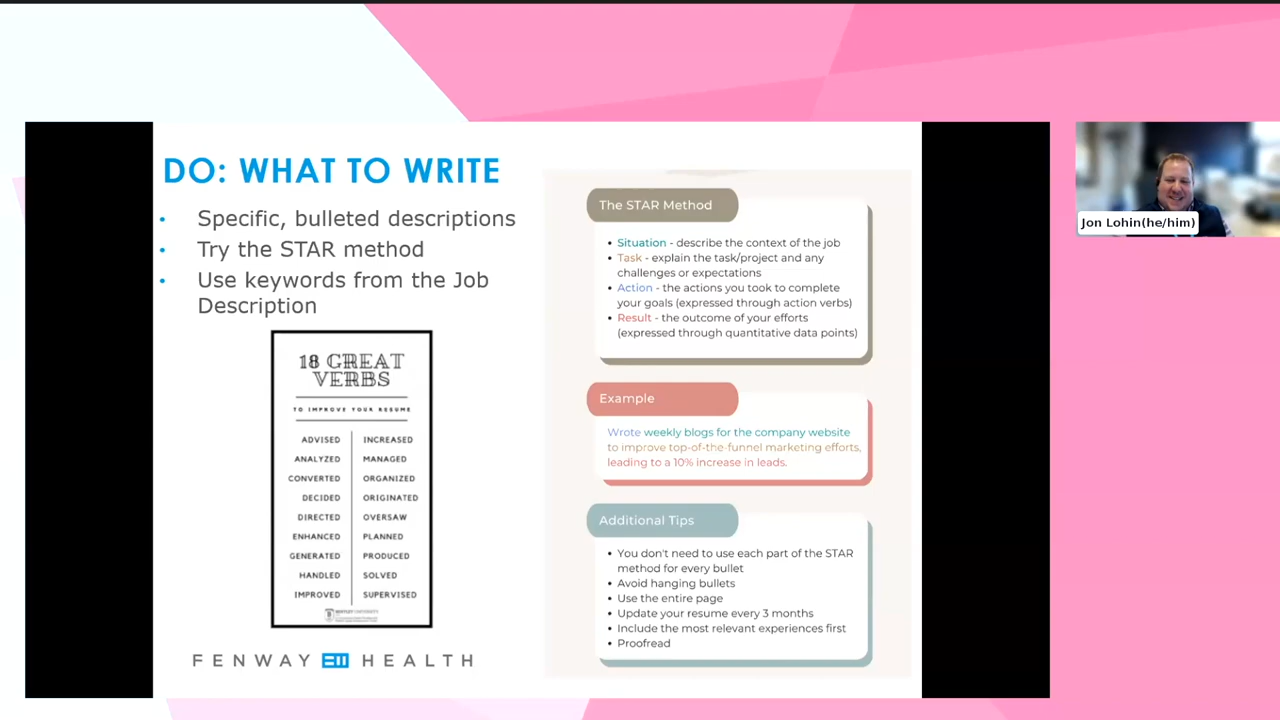 DO: WHAT TO WRITE
• Specific, bulleted descriptions
• Try the STAR method
• Use keywords from the Job
Description
18 GREAT
VERBS
TO IMPROVE YOUR RESUME
ADVISED INCREASED
ANALYZED MANAGED
CONVERTED ORGANIZED
DECIDED ORIGINATED
DIRECTED OVERSAW
ENHANCED PLANNED
GENERATED PRODUCED
HANDLED SOLVED
IMPROVED SUPERVISED
BENTLEY UNIVERSITY
FENWAY HEALTH
The STAR Method
• Situation - describe the context of the job
• Task - explain the task/project and any
challenges or expectations
• Action - the actions you took to complete
your goals (expressed through action verbs)
• Result - the outcome of your efforts
(expressed through quantitative data points)
Example
Wrote weekly blogs for the company website
to improve top-of-the-funnel marketing efforts,
leading to a 10% increase in leads.
Additional Tips
• You don't need to use each part of the STAR
method for every bullet
• Avoid hanging bullets
• Use the entire page
• Update your resume every 3 months
• Include the most relevant experiences first
• Proofread
Jon Lohin(he/him)